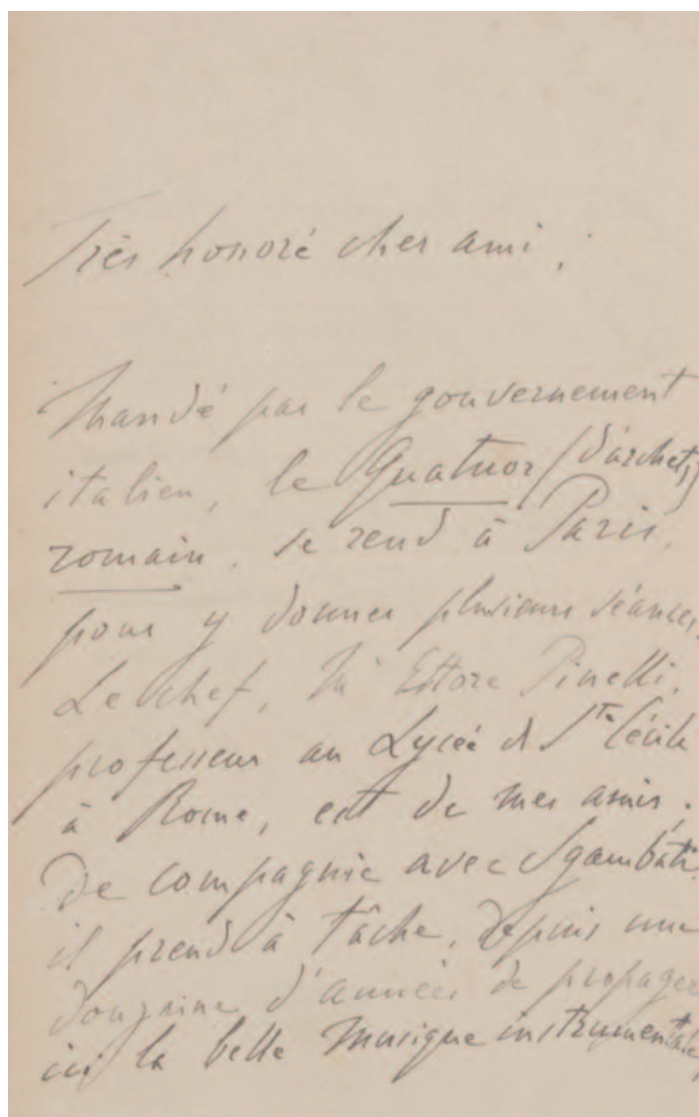 Très honoré cher ami,
Mandé par le gouvernement
italien, le Quatuor (d'archets)
romain, se rend à Paris,
pour y donner plusieurs séances.
Le chef, Mr Ettore Pinelli,
professeur au Lycée de Ste Cécile
à Rome, est de mes amis;
De compagnie avec Sgambati,
il prend à tâche, depuis une
douzaine d'années de propager
ici la belle musique instrumentale,